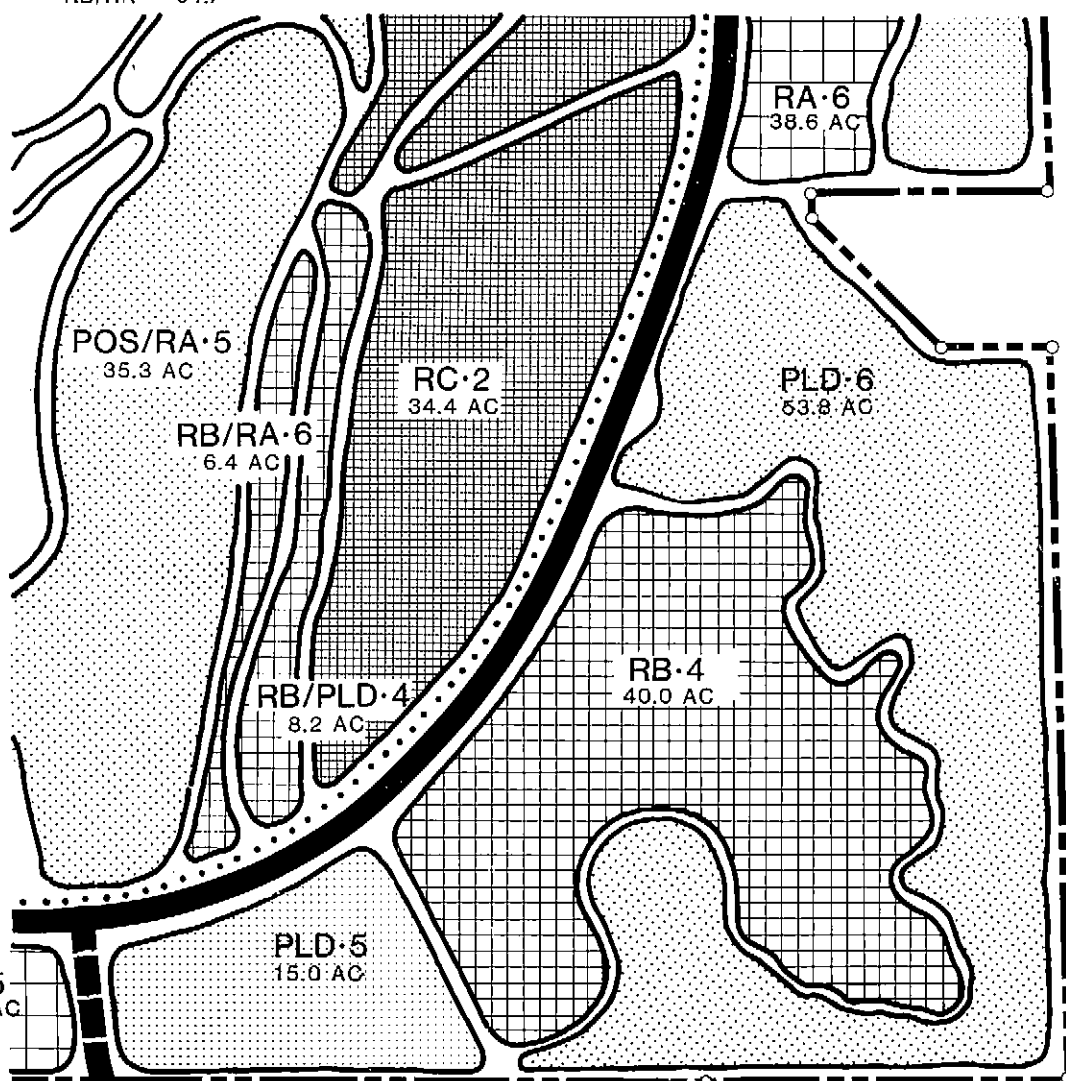 RA·6
38.6 AC
POS/RA·5
35.3 AC
RC·2
34.4 AC
PLD·6
53.8 AC
RB/RA·6
6.4 AC
RB·4
40.0 AC
RB/PLD·4
8.2 AC
PLD·5
15.0 AC
AC